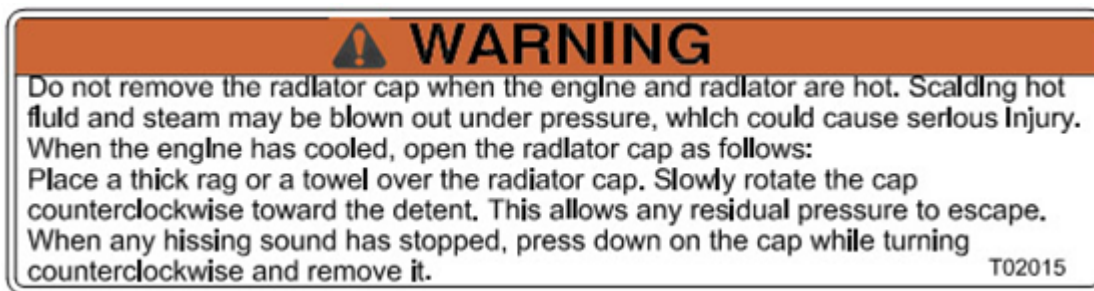 WARNING
Do not remove the radiator cap when the engine and radiator are hot. Scalding hot
fluid and steam may be blown out under pressure, which could cause serious injury.
When the engine has cooled, open the radiator cap as follows:
Place a thick rag or a towel over the radiator cap. Slowly rotate the cap
counterclockwise toward the detent. This allows any residual pressure to escape.
When any hissing sound has stopped, press down on the cap while turning
counterclockwise and remove it.
T02015